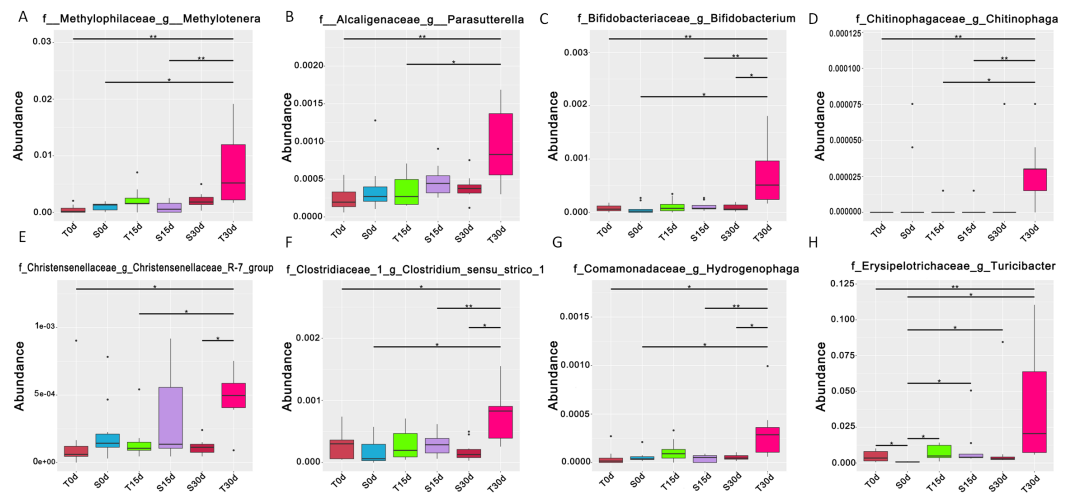 A
f__Methylophilaceae_g__Methylotenera
Abundance
0.03
0.02
0.01
0.00
**
**
*
T0d
S0d
T15d
S15d
S30d
T30d
B
f__Alcaligenaceae_g__Parasutterella
Abundance
0.0020
0.0015
0.0010
0.0005
0.0000
**
*
T0d
S0d
T15d
S15d
S30d
T30d
C
f_Bifidobacteriaceae_g_Bifidobacterium
Abundance
0.003
0.002
0.001
0.000
**
**
*
*
T0d
S0d
T15d
S15d
S30d
T30d
D
f_Chitinophagaceae_g_Chitinophaga
Abundance
0.000125
0.000100
0.000075
0.000050
0.000025
0.000000
**
**
*
T0d
S0d
T15d
S15d
S30d
T30d
E
f_Christensenellaceae_g_Christensenellaceae_R-7_group
Abundance
1e-03
5e-04
0e+00
*
*
*
T0d
S0d
T15d
S15d
S30d
T30d
F
f_Clostridiaceae_1_g_Clostridium_sensu_strico_1
Abundance
0.002
0.001
0.000
*
**
*
*
T0d
S0d
T15d
S15d
S30d
T30d
G
f_Comamonadaceae_g_Hydrogenophaga
Abundance
0.0015
0.0010
0.0005
0.0000
*
**
*
*
T0d
S0d
T15d
S15d
S30d
T30d
H
f_Erysipelotrichaceae_g_Turicibacter
Abundance
0.125
0.100
0.075
0.050
0.025
0.000
**
*
*
*
*
*
T0d
S0d
T15d
S15d
S30d
T30d